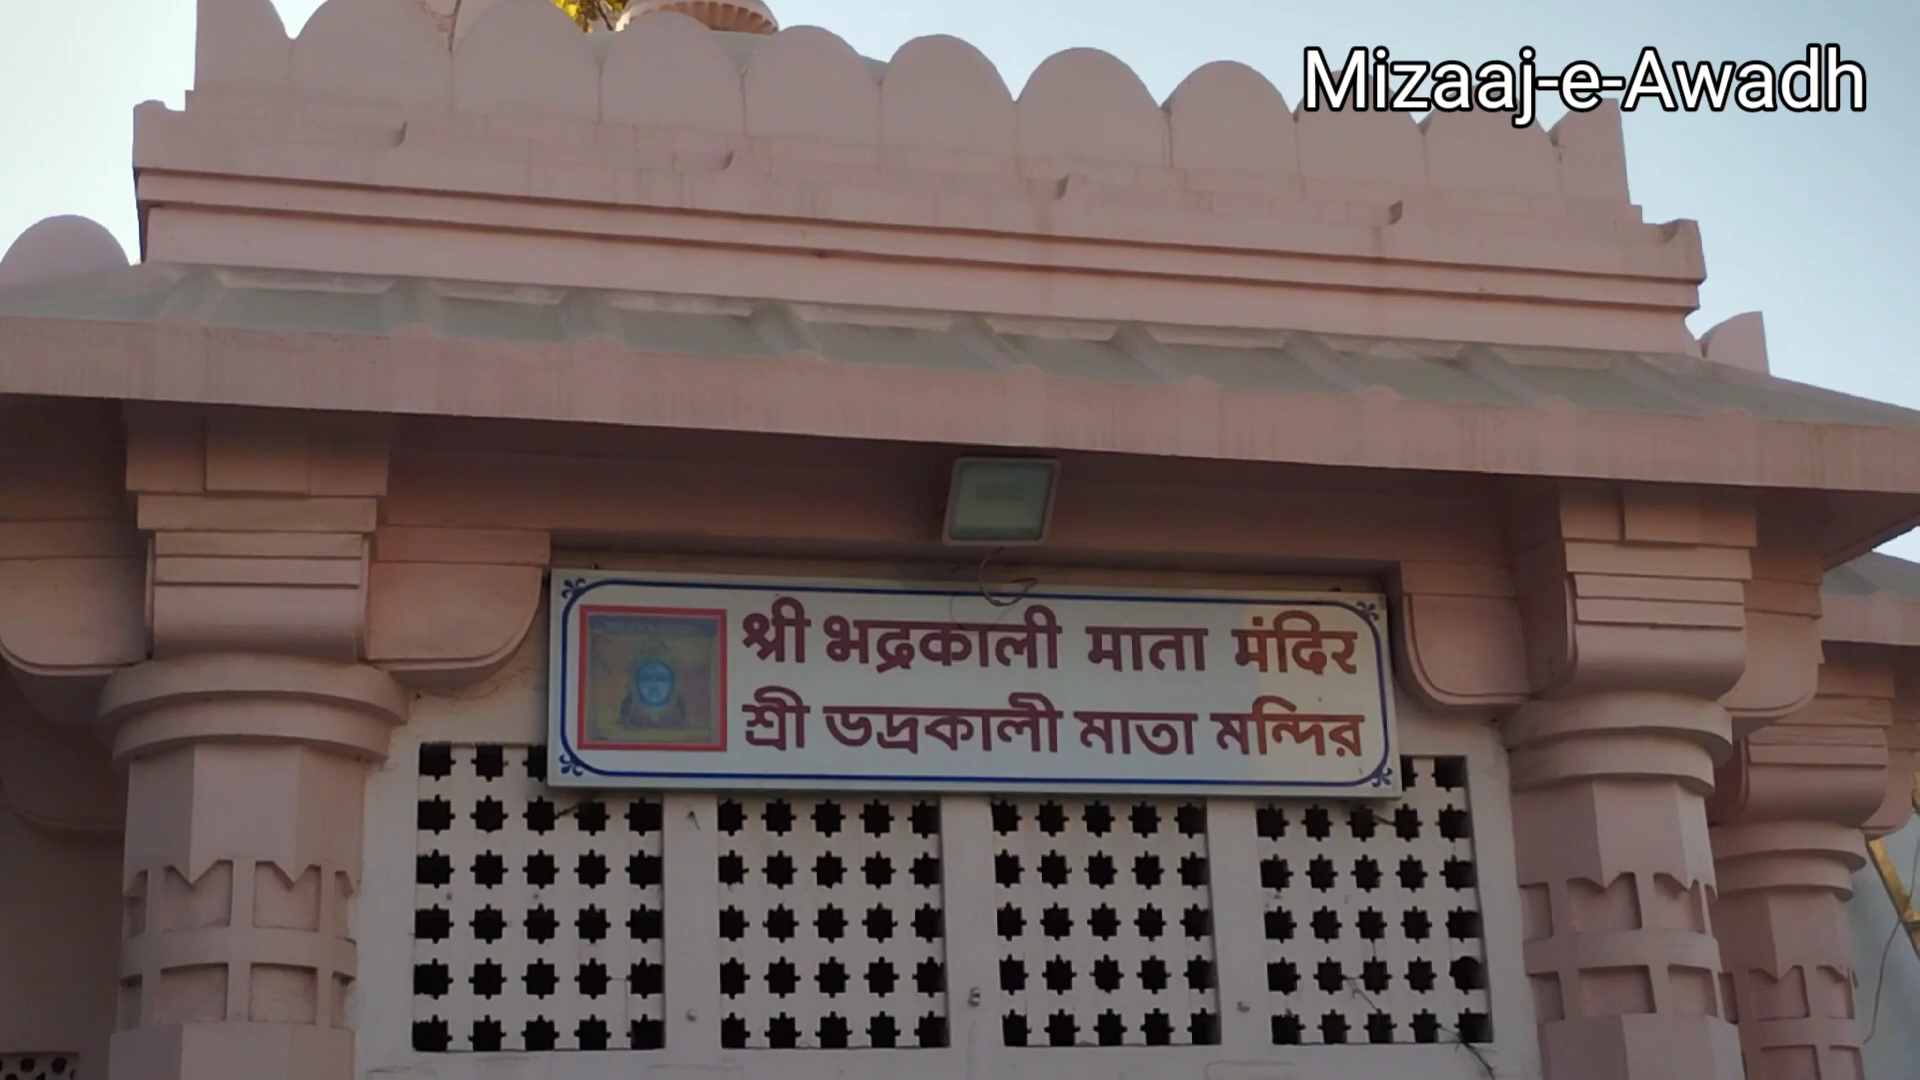 Mizaaj-e-Awadh
श्री भद्रकाली माता मंदिर
শ্রী ভদ্রকালী মাতা মন্দির